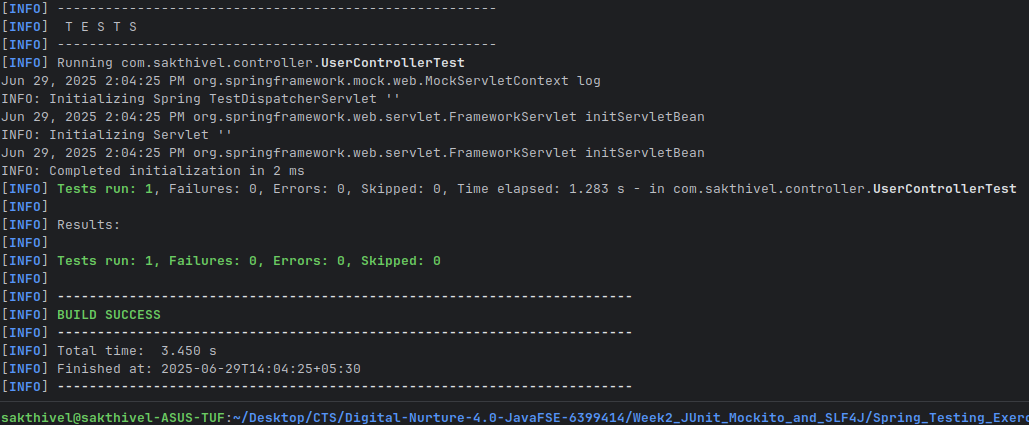 [INFO] -------------------------------------------------------
[INFO]  T E S T S
[INFO] -------------------------------------------------------
[INFO] Running com.sakthivel.controller.UserControllerTest
Jun 29, 2025 2:04:25 PM org.springframework.mock.web.MockServletContext log
INFO: Initializing Spring TestDispatcherServlet ''
Jun 29, 2025 2:04:25 PM org.springframework.web.servlet.FrameworkServlet initServletBean
INFO: Initializing Servlet ''
Jun 29, 2025 2:04:25 PM org.springframework.web.servlet.FrameworkServlet initServletBean
INFO: Completed initialization in 2 ms
[INFO] Tests run: 1, Failures: 0, Errors: 0, Skipped: 0, Time elapsed: 1.283 s - in com.sakthivel.controller.UserControllerTest
[INFO]
[INFO] Results:
[INFO]
[INFO] Tests run: 1, Failures: 0, Errors: 0, Skipped: 0
[INFO]
[INFO] ------------------------------------------------------------------------
[INFO] BUILD SUCCESS
[INFO] ------------------------------------------------------------------------
[INFO] Total time:  3.450 s
[INFO] Finished at: 2025-06-29T14:04:25+05:30
[INFO] ------------------------------------------------------------------------
sakthivel@sakthivel-ASUS-TUF:~/Desktop/CTS/Digital-Nurture-4.0-JavaFSE-6399414/Week2_JUnit_Mockito_and_SLF4J/Spring_Testing_Exerc